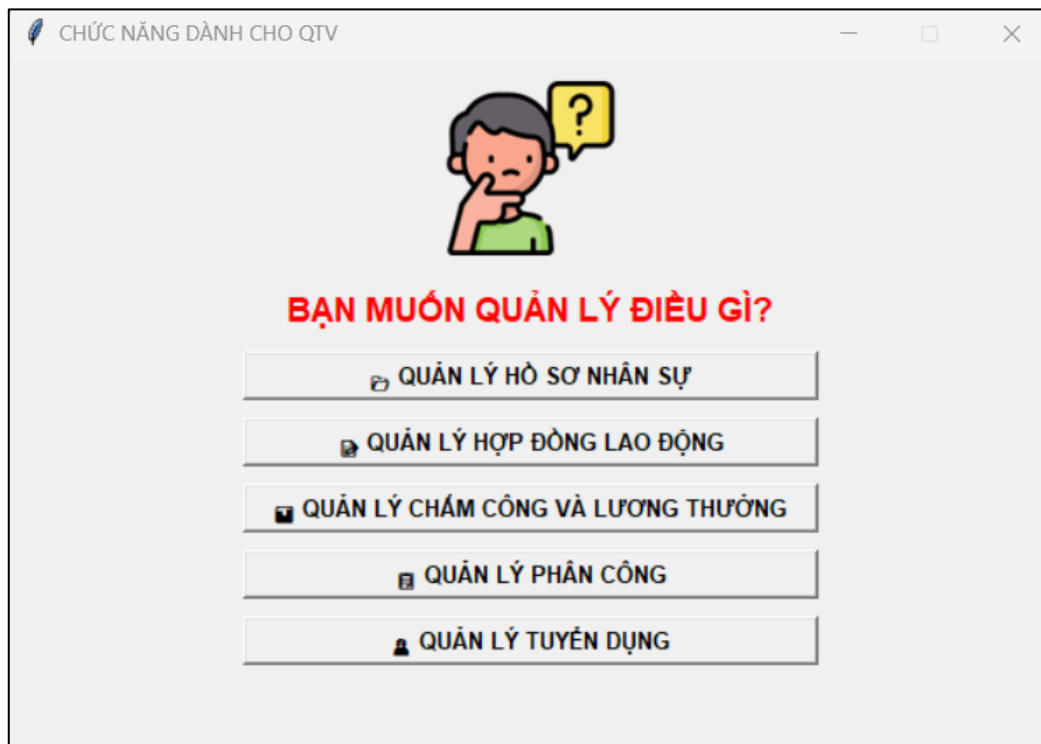 CHỨC NĂNG DÀNH CHO QTV
?
BẠN MUỐN QUẢN LÝ ĐIỀU GÌ?
QUẢN LÝ HỒ SƠ NHÂN SỰ
QUẢN LÝ HỢP ĐỒNG LAO ĐỘNG
QUẢN LÝ CHẤM CÔNG VÀ LƯƠNG THƯỞNG
QUẢN LÝ PHÂN CÔNG
QUẢN LÝ TUYỂN DỤNG